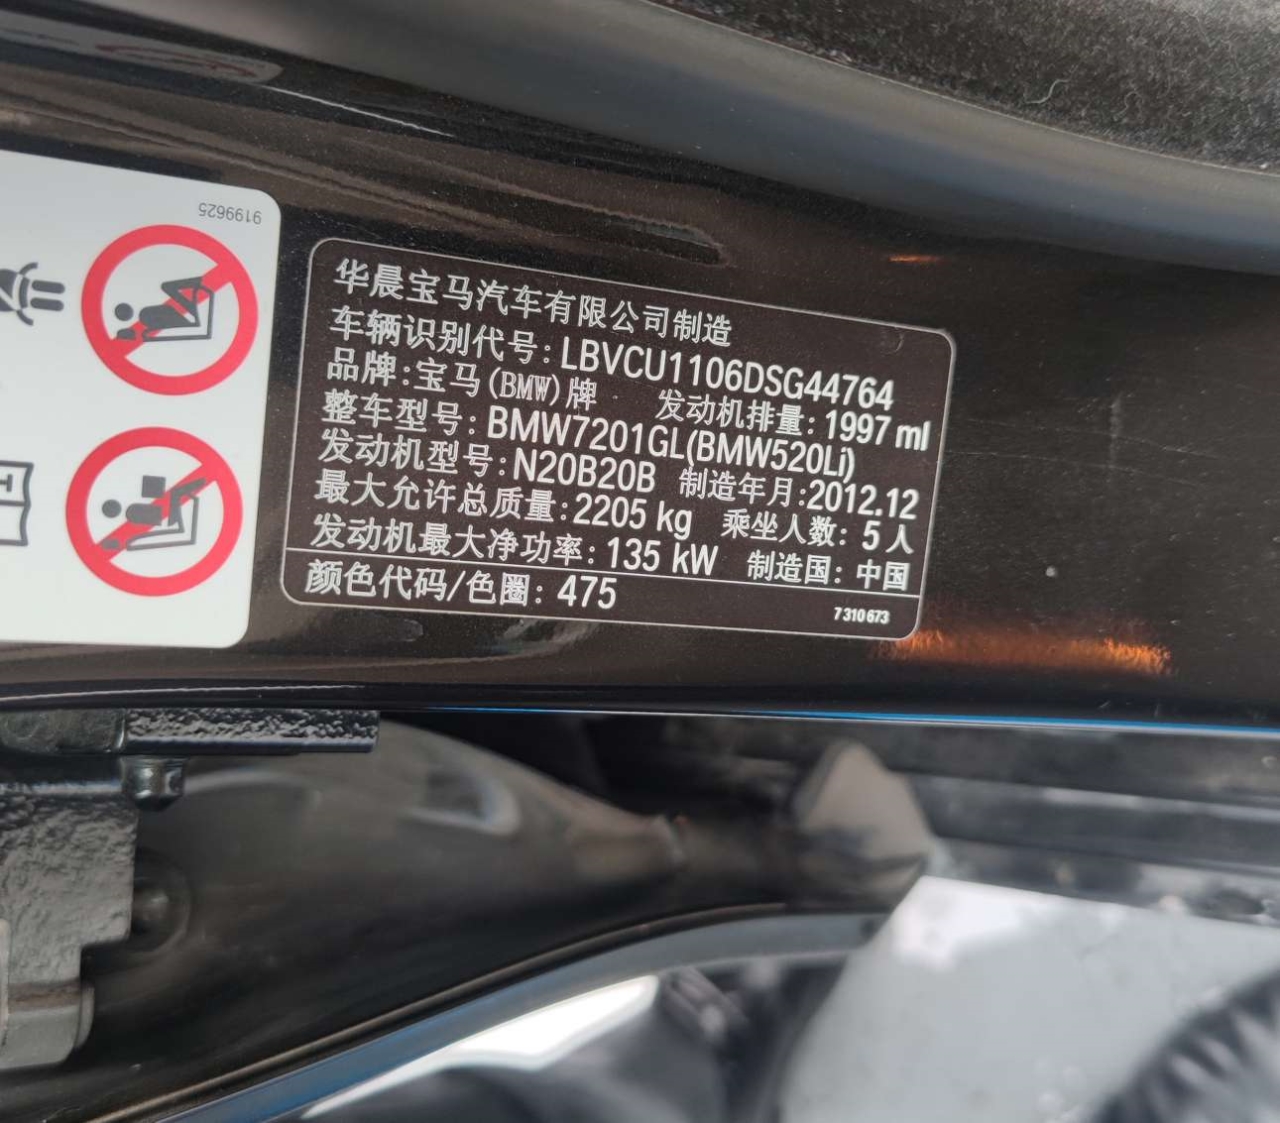 9199625
华晨宝马汽车有限公司制造
车辆识别代号: LBVCU1106DSG44764
品牌: 宝马(BMW)牌 发动机排量: 1997 ml
整车型号: BMW7201GL(BMW520Li)
发动机型号: N20B20B 制造年月: 2012.12
最大允许总质量: 2205 kg 乘坐人数: 5人
发动机最大净功率: 135 kW 制造国: 中国
颜色代码/色圈: 475
7 310 673